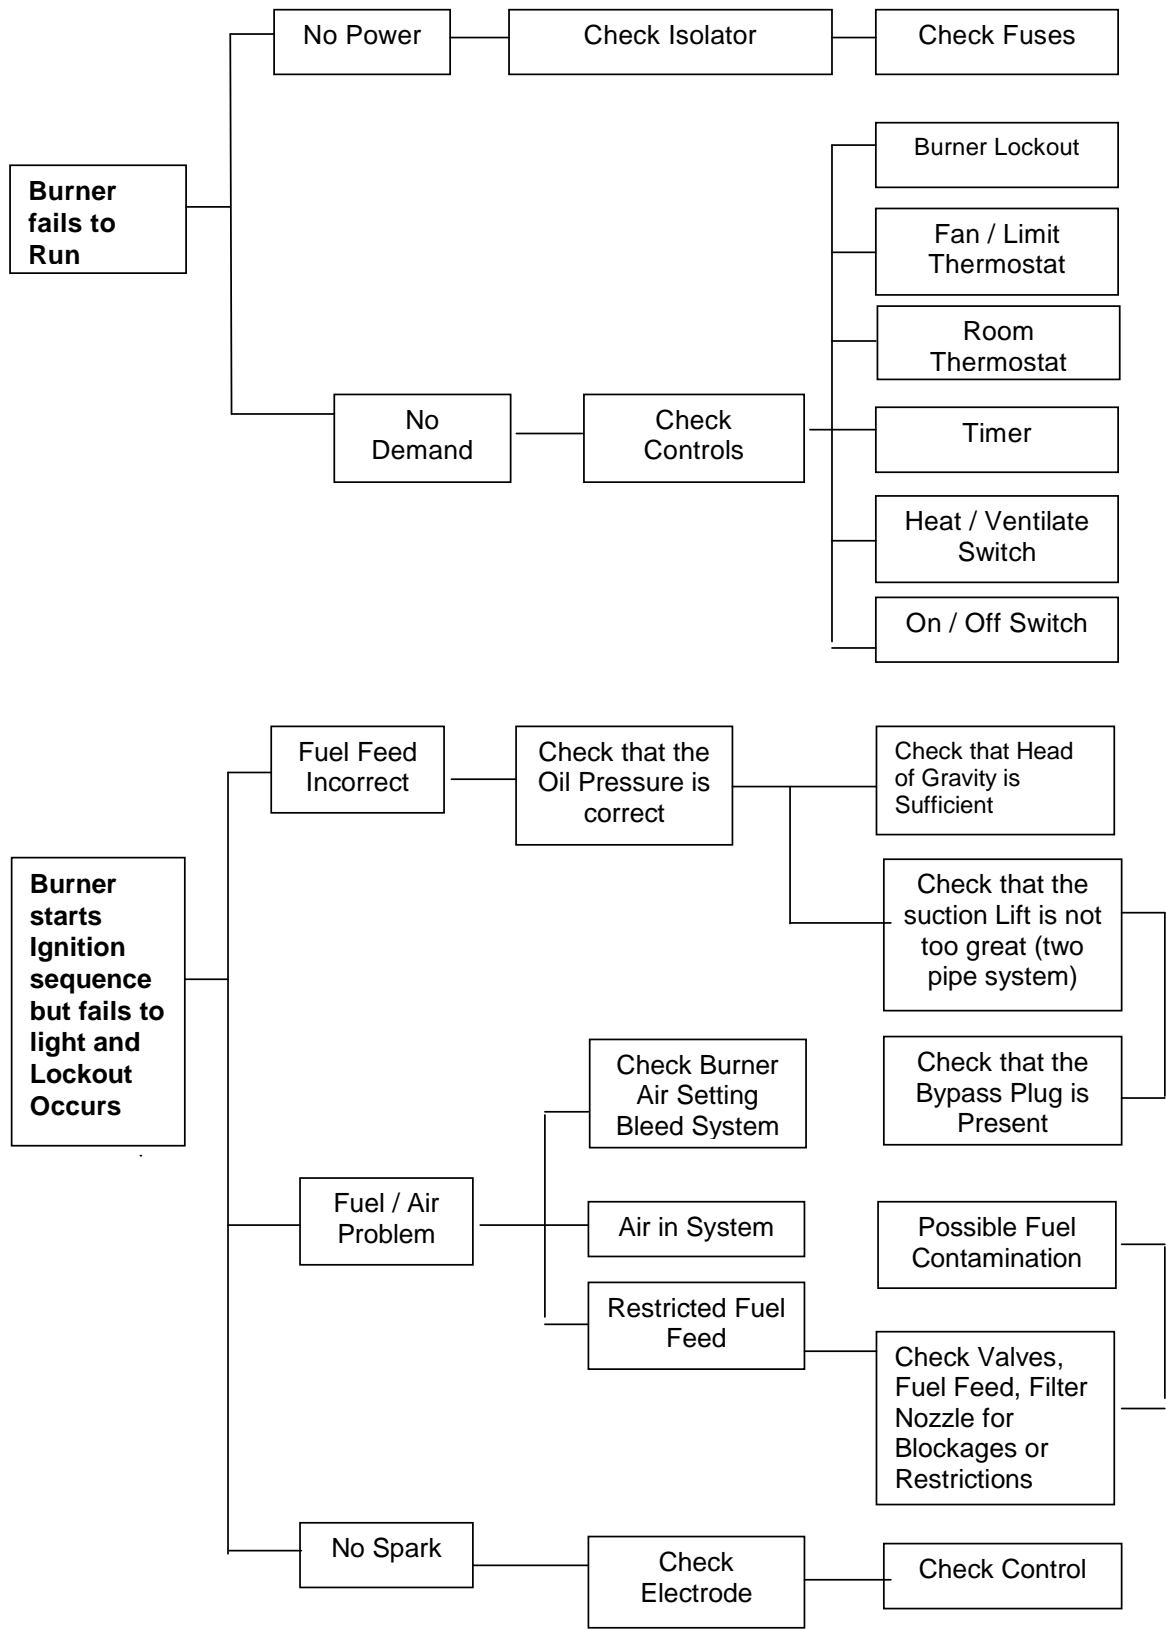 No Power
Check Isolator
Check Fuses
Burner
fails to
Run
Burner Lockout
Fan / Limit
Thermostat
Room
Thermostat
No
Demand
Check
Controls
Timer
Heat / Ventilate
Switch
On / Off Switch
Fuel Feed
Incorrect
Check that the
Oil Pressure is
correct
Check that Head
of Gravity is
Sufficient
Burner
starts
Ignition
sequence
but fails to
light and
Lockout
Occurs
Check that the
suction Lift is not
too great (two
pipe system)
Check that the
Bypass Plug is
Present
Check Burner
Air Setting
Bleed System
Fuel / Air
Problem
Air in System
Possible Fuel
Contamination
Restricted Fuel
Feed
Check Valves,
Fuel Feed, Filter
Nozzle for
Blockages or
Restrictions
No Spark
Check
Electrode
Check Control